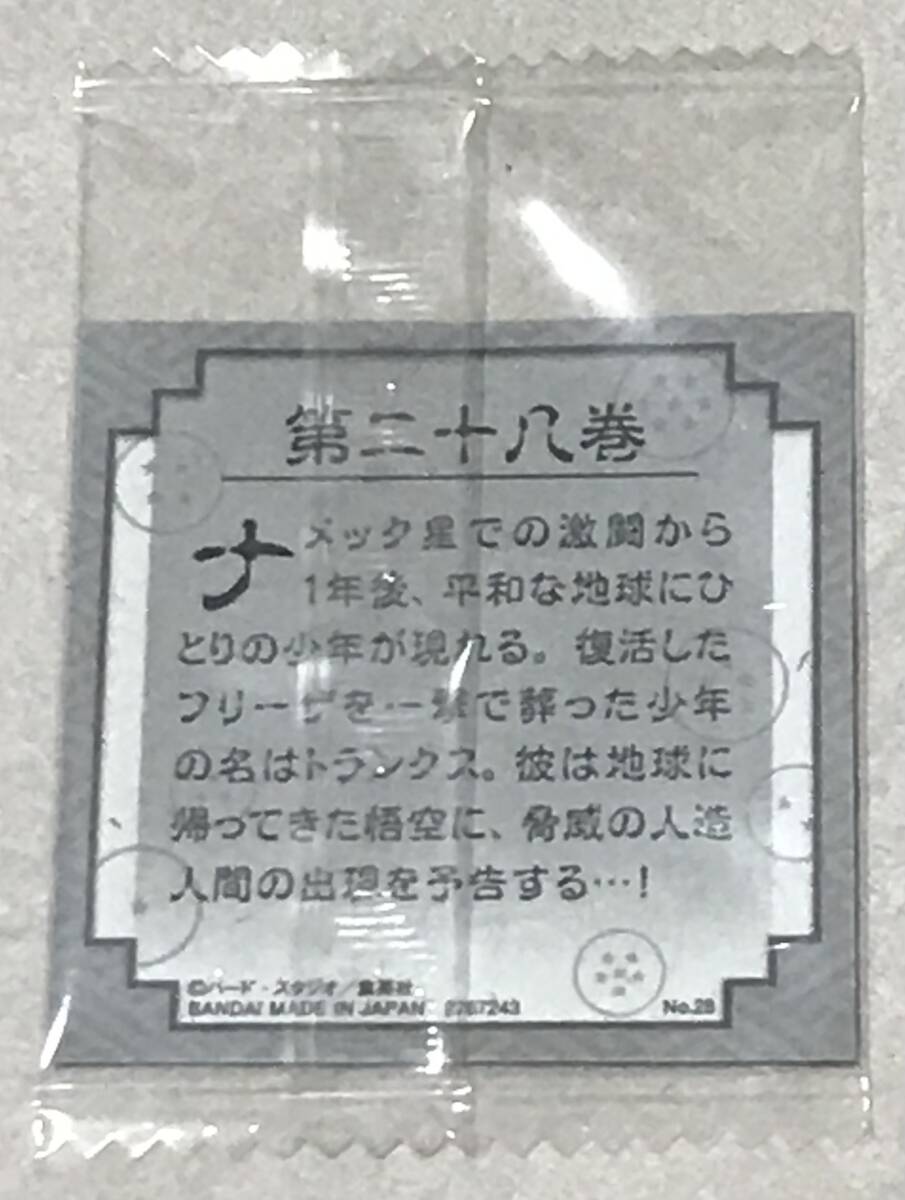 第二十八巻
ナメック星での激闘から
1年後、平和な地球にひ
とりの少年が現れる。復活した
フリーザを一撃で葬った少年
の名はトランクス。彼は地球に
帰ってきた悟空に、脅威の人造
人間の出現を予告する…!
©バード・スタジオ／集英社
BANDAI MADE IN JAPAN 2767243
No.28